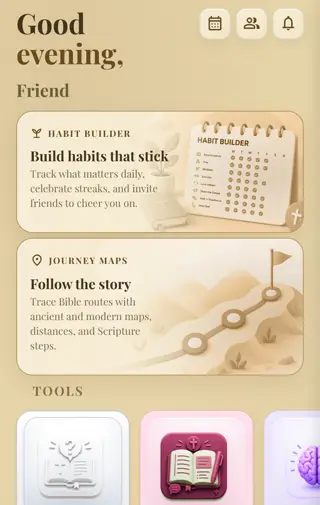 Good
evening,
Friend
HABIT BUILDER
Build habits that stick
Track what matters daily,
celebrate streaks, and invite
friends to cheer you on.
HABIT BUILDER
M T W T F S
JOURNEY MAPS
Follow the story
Trace Bible routes with
ancient and modern maps,
distances, and Scripture
steps.
TOOLS